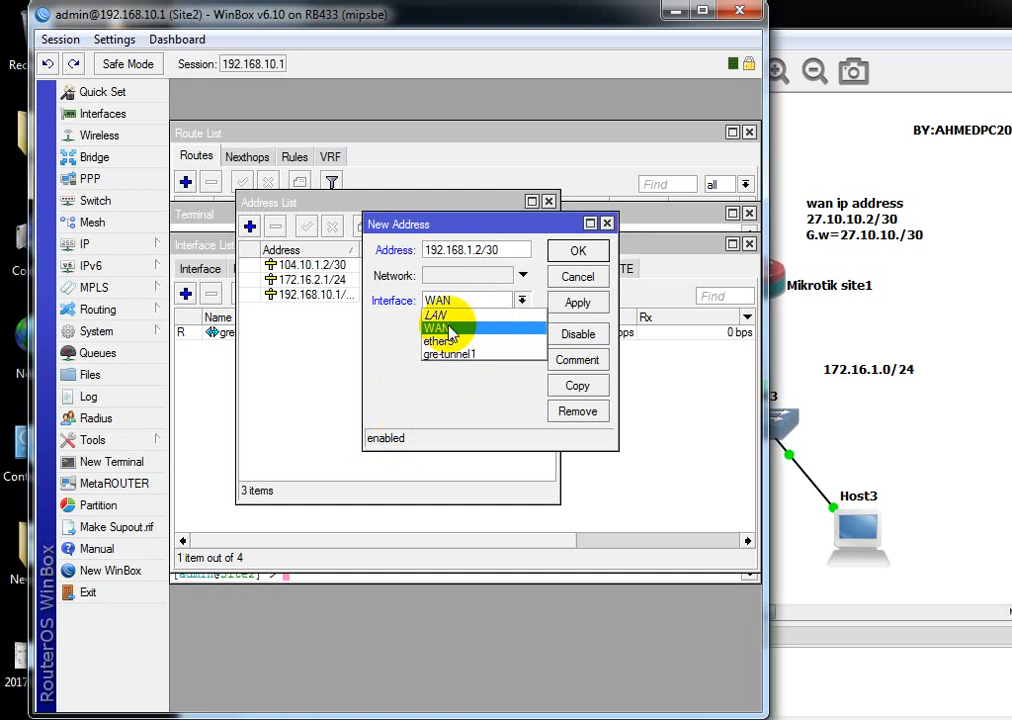 admin@192.168.10.1 (Site2) - WinBox v6.10 on RB433 (mipsbe)
Session Settings Dashboard
Safe Mode Session: 192.168.10.1
Quick Set
Interfaces
Wireless
Bridge
PPP
Switch
Mesh
IP
IPv6
MPLS
Routing
System
Queues
Files
Log
Radius
Tools
New Terminal
MetaROUTER
Partition
Make Supout.rif
Manual
New WinBox
Exit
RouterOS WinBox
Route List
Routes Nexthops Rules VRF
Find all
Terminal
Interface List
Interface
Find
Name Rx
R gre 0 bps
1 item out of 4
[admin@Site2] >
Address List
Address
104.10.1.2/30
172.16.2.1/24
192.168.10.1/...
3 items
New Address
Address: 192.168.1.2/30
Network:
Interface: WAN
LAN
WAN
gre-tunnel1
OK
Cancel
Apply
Disable
Comment
Copy
Remove
enabled
BY:AHMEDPC20
wan ip address
27.10.10.2/30
G.w=27.10.10./30
Mikrotik site1
172.16.1.0/24
Host3